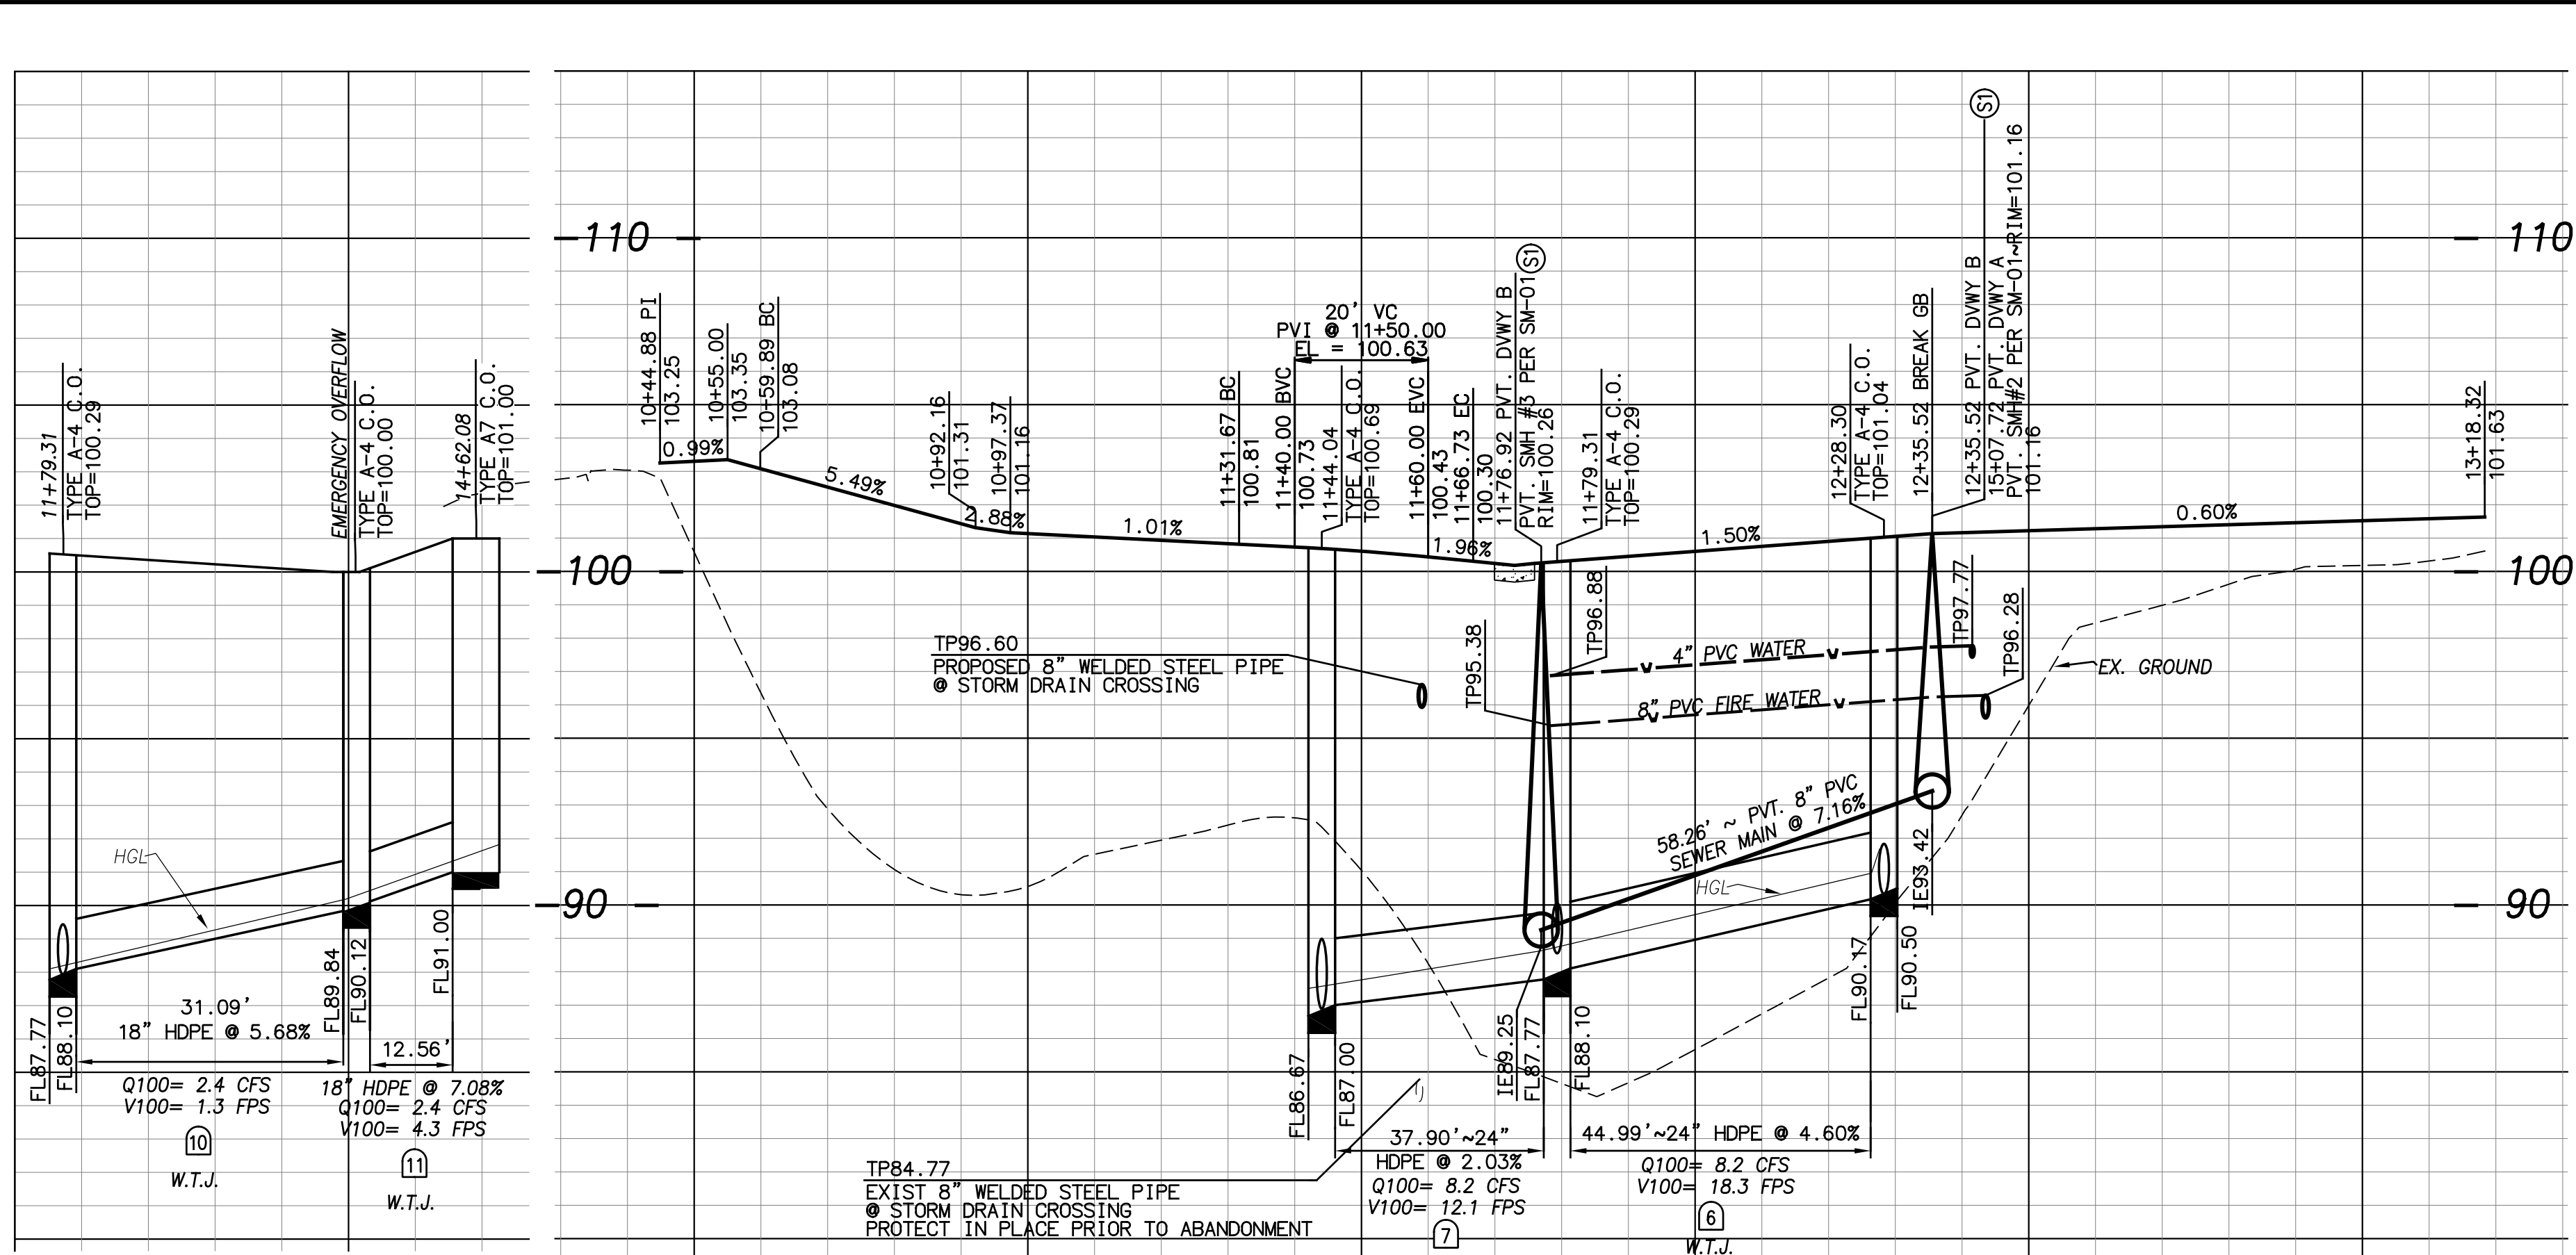 11+79.31
TYPE A-4 C.O.
TOP=100.29
EMERGENCY OVERFLOW
TYPE A-4 C.O.
TOP=100.00
14+62.08
TYPE A7 C.O.
TOP=101.00
HGL
31.09'
18" HDPE @ 5.68%
FL87.77
FL88.10
FL89.84
FL90.12
FL91.00
12.56'
Q100= 2.4 CFS
V100= 1.3 FPS
10
W.T.J.
18" HDPE @ 7.08%
Q100= 2.4 CFS
V100= 4.3 FPS
11
W.T.J.
110
100
90
10+44.88 PI
103.25
0.99%
10+55.00
103.35
10+59.89 BC
103.08
5.49%
10+92.16
101.31
2.88%
10+97.37
101.16
1.01%
11+31.67 BC
100.81
20' VC
PVI @ 11+50.00
EL = 100.63
11+40.00 BVC
100.73
11+44.04
TYPE A-4 C.O.
TOP=100.69
11+60.00 EVC
100.43
1.96%
11+66.73 EC
100.30
S1
11+76.92 PVT. DVWY B
PVT. SMH #3 PER SM-01
RIM=100.26
11+79.31
TYPE A-4 C.O.
TOP=100.29
1.50%
12+28.30
TYPE A-4 C.O.
TOP=101.04
12+35.52 BREAK GB
S1
12+35.52 PVT. DVWY B
15+07.72 PVT. DVWY A
PVT. SMH#2 PER SM-01~RIM=101.16
101.16
0.60%
13+18.32
101.63
110
100
90
TP96.60
PROPOSED 8" WELDED STEEL PIPE
@ STORM DRAIN CROSSING
TP95.38
TP96.88
4" PVC WATER
8" PVC FIRE WATER
TP97.77
TP96.28
EX. GROUND
58.26' ~ PVT. 8" PVC
SEWER MAIN @ 7.16%
HGL
IE93.42
FL86.67
FL87.00
IE89.25
FL87.77
FL88.10
FL90.17
FL90.50
TP84.77
EXIST 8" WELDED STEEL PIPE
@ STORM DRAIN CROSSING
PROTECT IN PLACE PRIOR TO ABANDONMENT
37.90'~24"
HDPE @ 2.03%
Q100= 8.2 CFS
V100= 12.1 FPS
7
44.99'~24" HDPE @ 4.60%
Q100= 8.2 CFS
V100= 18.3 FPS
6
W.T.J.